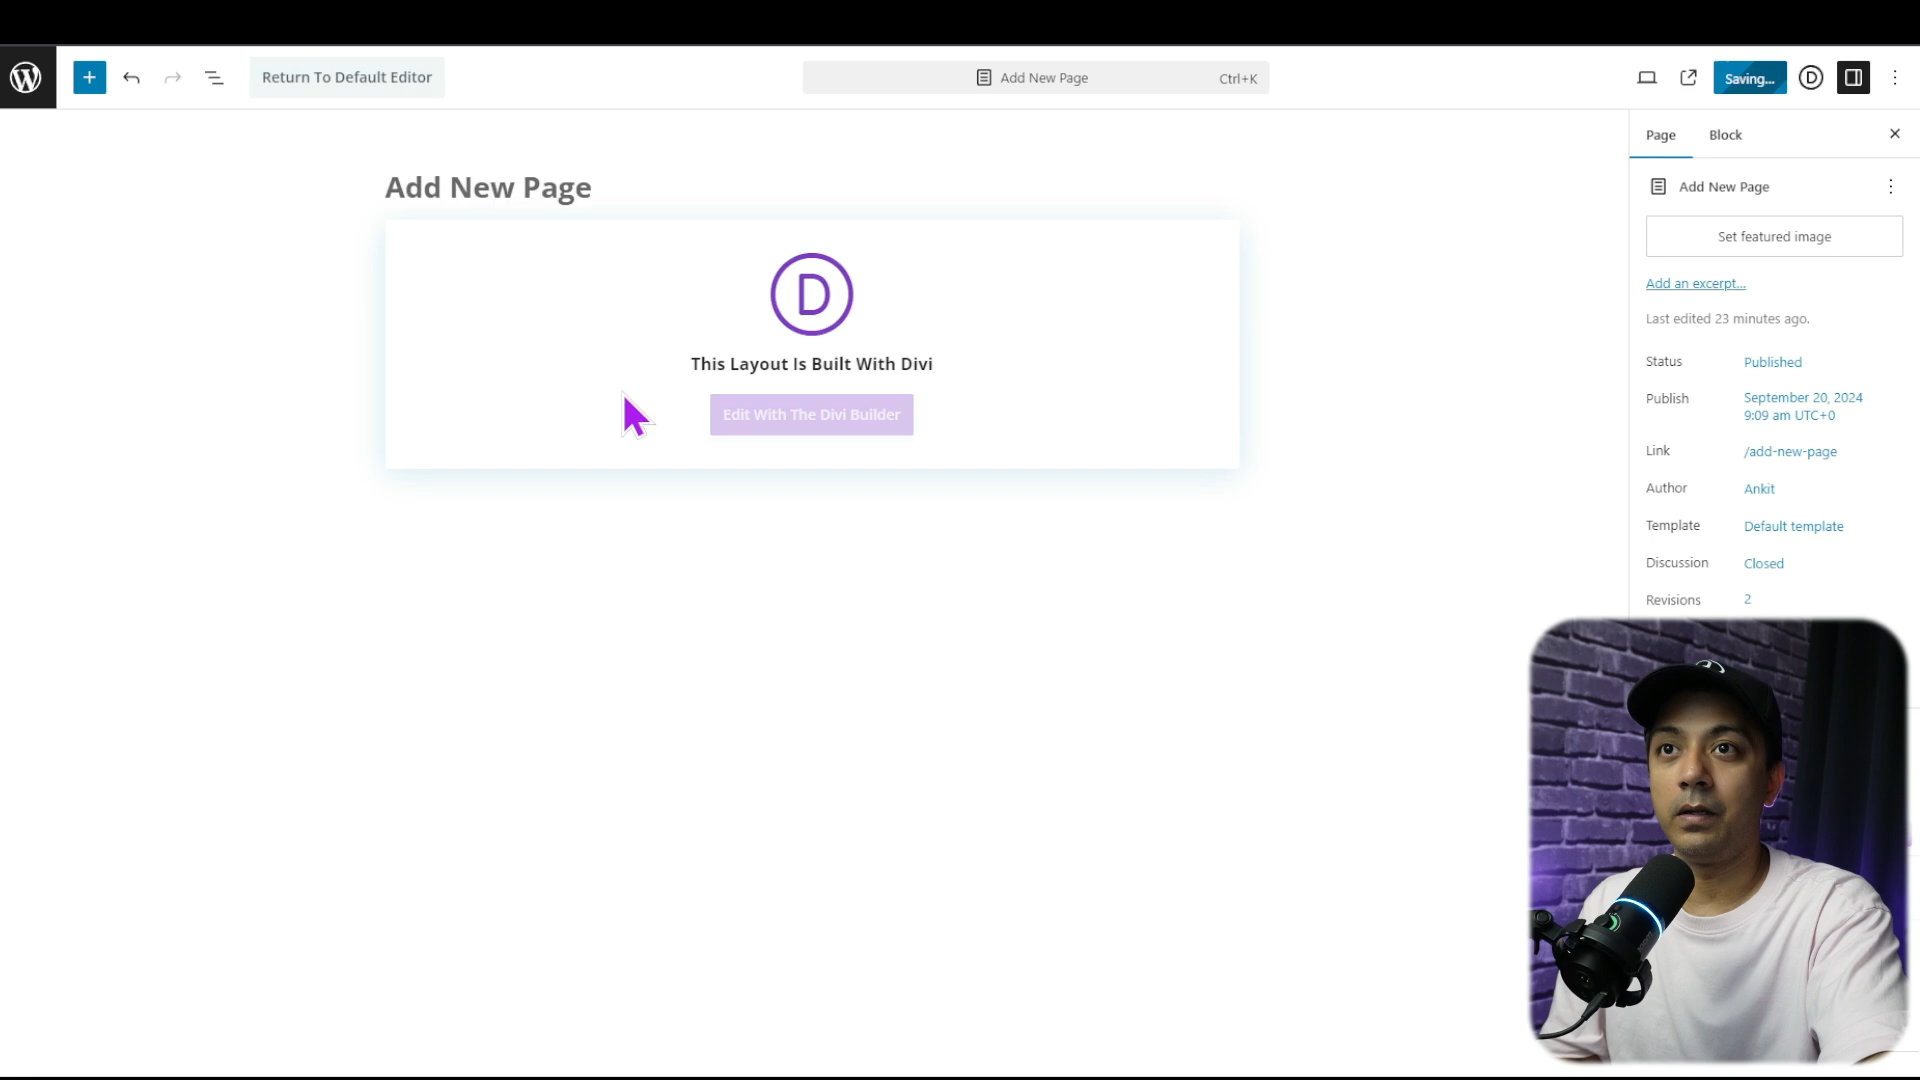 Return To Default Editor
Add New Page
Ctrl+K
Saving...
Page
Block
Add New Page
Add New Page
Set featured image
Add an excerpt...
Last edited 23 minutes ago.
This Layout Is Built With Divi
Edit With The Divi Builder
Status
Published
Publish
September 20, 2024
9:09 am UTC+0
Link
/add-new-page
Author
Ankit
Template
Default template
Discussion
Closed
Revisions
2